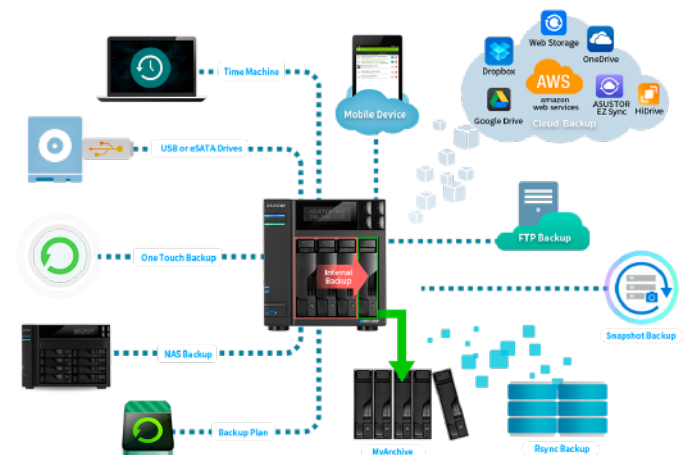 Time Machine
Mobile Device
Web Storage
OneDrive
Dropbox
AWS
amazon
web services
ASUSTOR
EZ Sync
HiDrive
Google Drive
Cloud Backup
USB or eSATA Drives
FTP Backup
One Touch Backup
Internal
Backup
Snapshot Backup
NAS Backup
Backup Plan
MyArchive
Rsync Backup